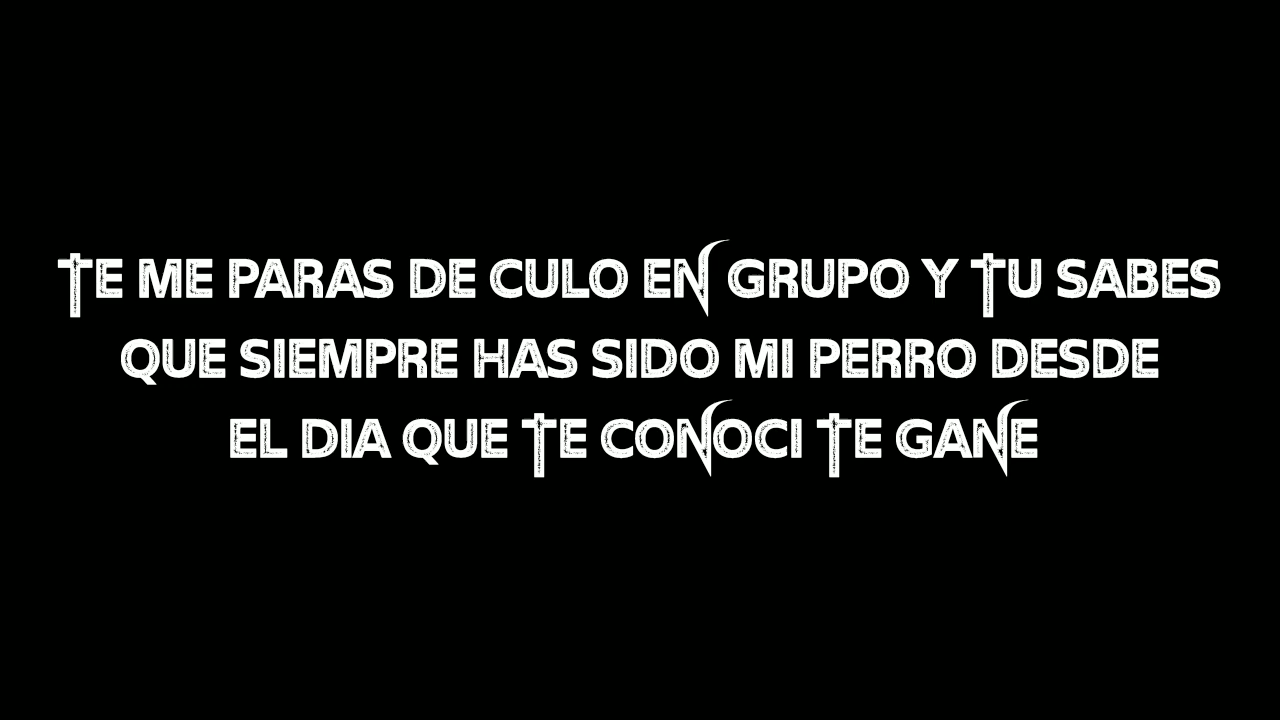 TE ME PARAS DE CULO EN GRUPO Y TU SABES
QUE SIEMPRE HAS SIDO MI PERRO DESDE
EL DIA QUE TE CONOCI TE GANE